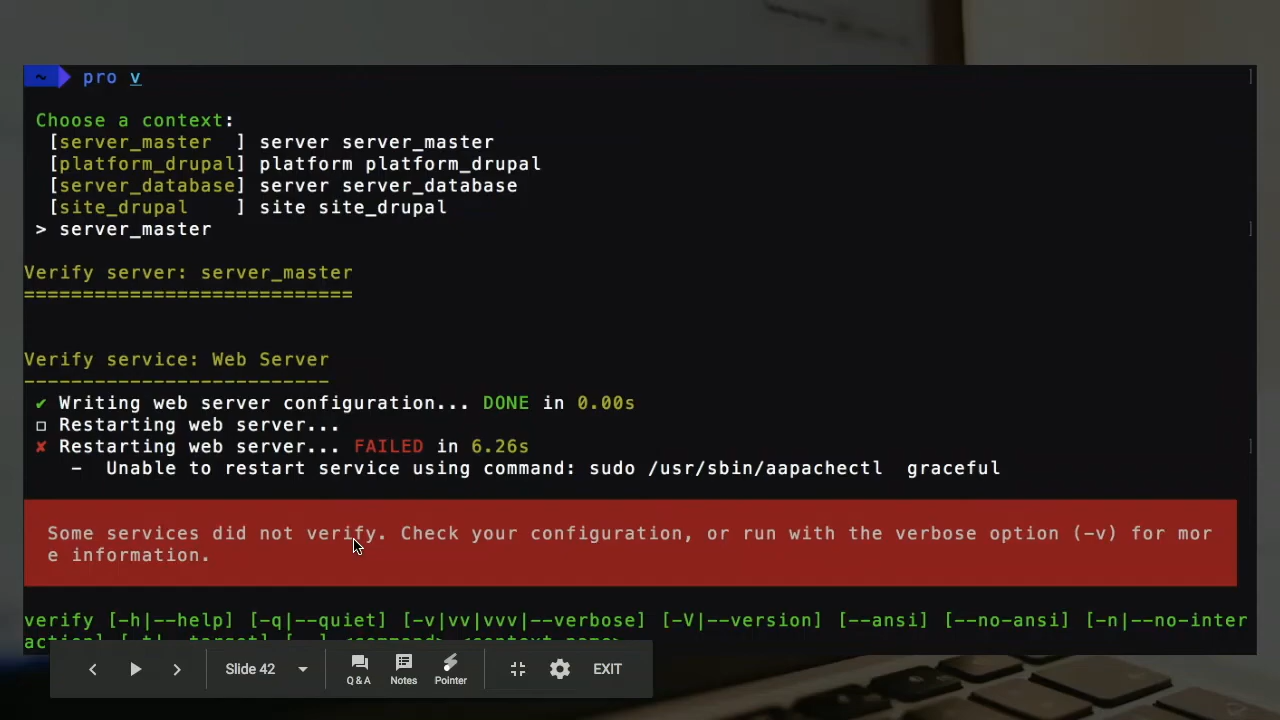 ~ pro v
Choose a context:
[server_master  ] server server_master
[platform_drupal] platform platform_drupal
[server_database] server server_database
[site_drupal    ] site site_drupal
> server_master
Verify server: server_master
============================
Verify service: Web Server
--------------------------
✔ Writing web server configuration... DONE in 0.00s
☐ Restarting web server...
✘ Restarting web server... FAILED in 6.26s
- Unable to restart service using command: sudo /usr/sbin/aapachectl  graceful
Some services did not verify. Check your configuration, or run with the verbose option (-v) for mor
e information.
verify [-h|--help] [-q|--quiet] [-v|vv|vvv|--verbose] [-V|--version] [--ansi] [--no-ansi] [-n|--no-inter
Slide 42
Q & A
Notes
Pointer
EXIT